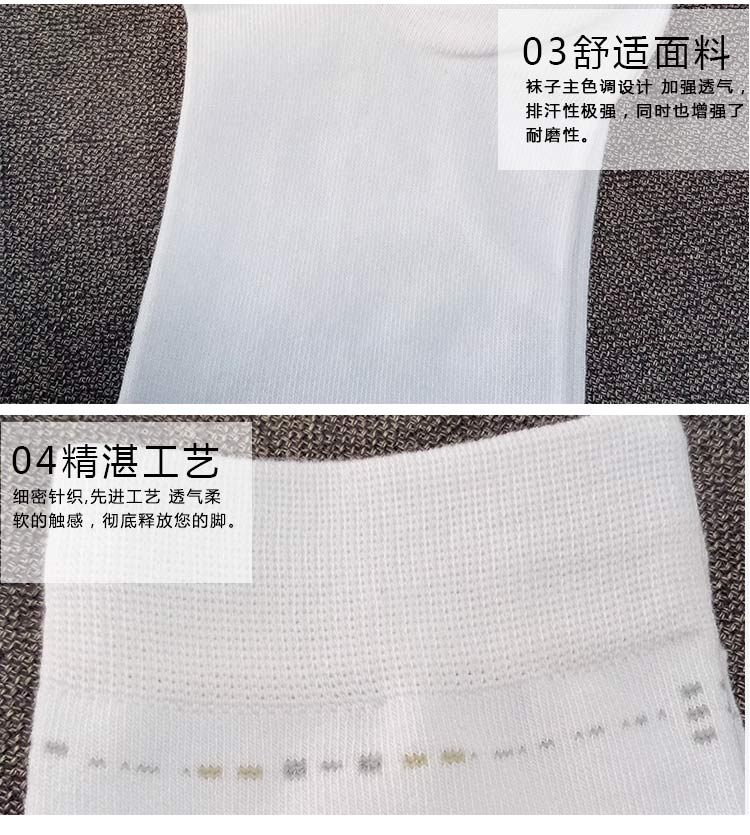 03舒适面料
袜子主色调设计 加强透气，
排汗性极强，同时也增强了
耐磨性。
04精湛工艺
细密针织,先进工艺 透气柔
软的触感，彻底释放您的脚。